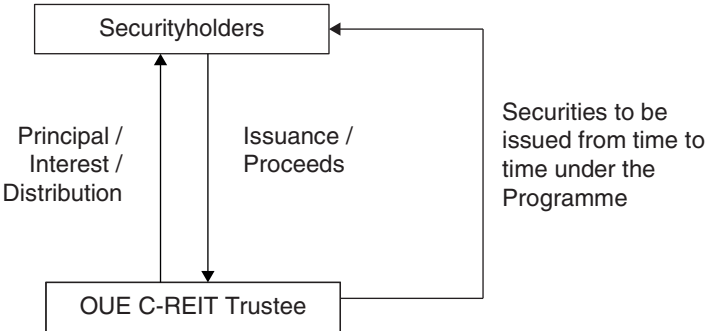 Securityholders
Principal /
Interest /
Distribution
Issuance /
Proceeds
Securities to be
issued from time to
time under the
Programme
OUE C-REIT Trustee